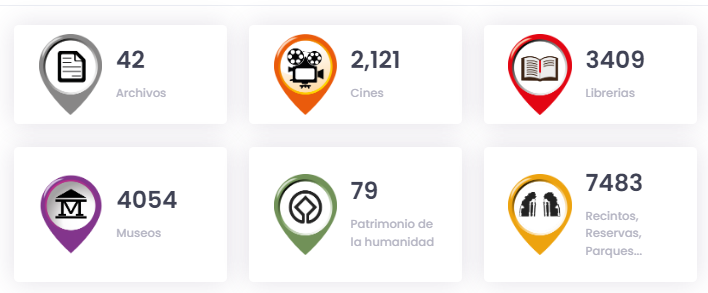 42
Archivos
2,121
Cines
3409
Librerias
4054
Museos
79
Patrimonio de
la humanidad
7483
Recintos,
Reservas,
Parques...